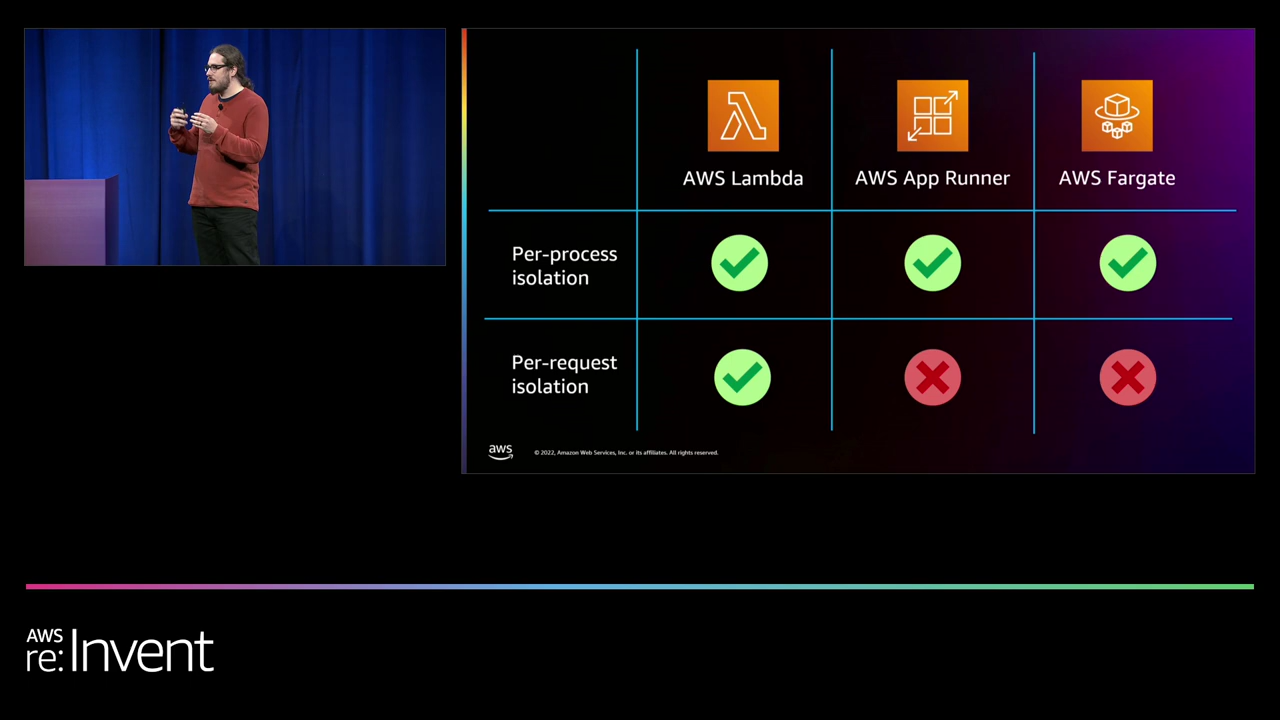 AWS Lambda
AWS App Runner
AWS Fargate
Per-process
isolation
Per-request
isolation
aws
© 2022, Amazon Web Services, Inc. or its affiliates. All rights reserved.
AWS
re:Invent